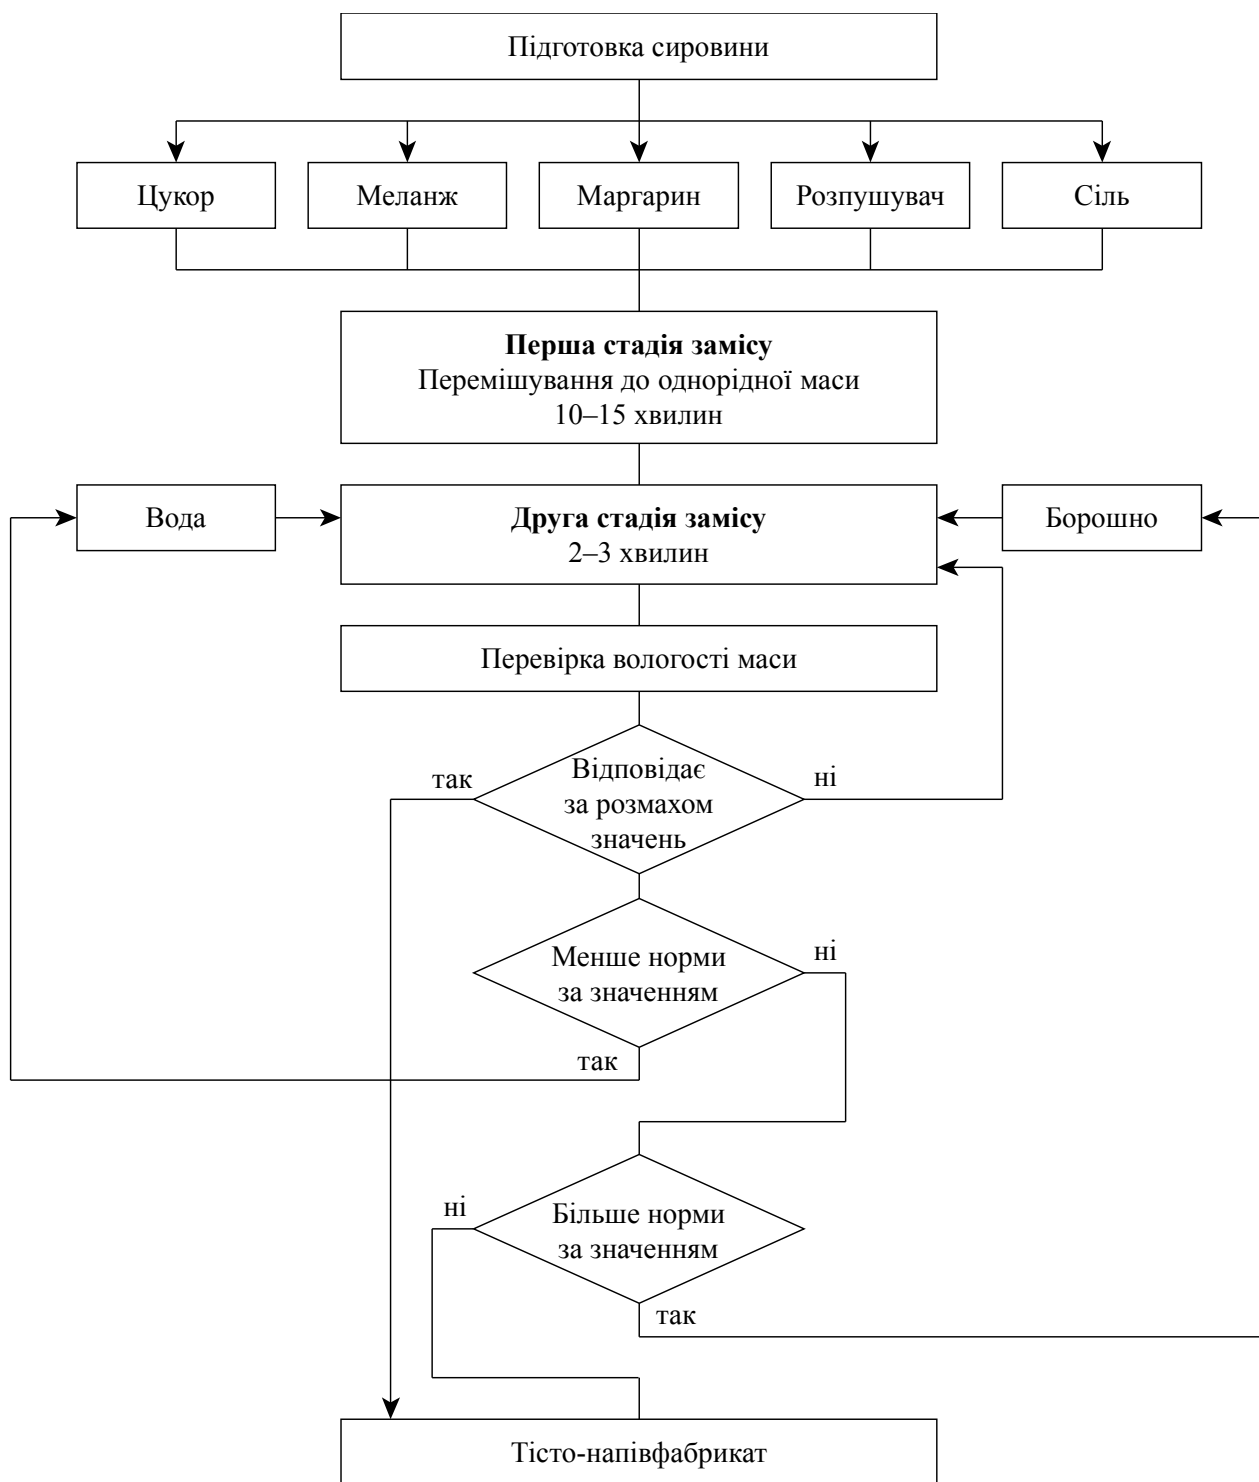 Підготовка сировини
Цукор
Меланж
Маргарин
Розпушувач
Сіль
Перша стадія замісу
Перемішування до однорідної маси
10–15 хвилин
Вода
Друга стадія замісу
2–3 хвилин
Борошно
Перевірка вологості маси
так
Відповідає
за розмахом
значень
ні
Менше норми
за значенням
ні
так
ні
Більше норми
за значенням
так
Тісто-напівфабрикат